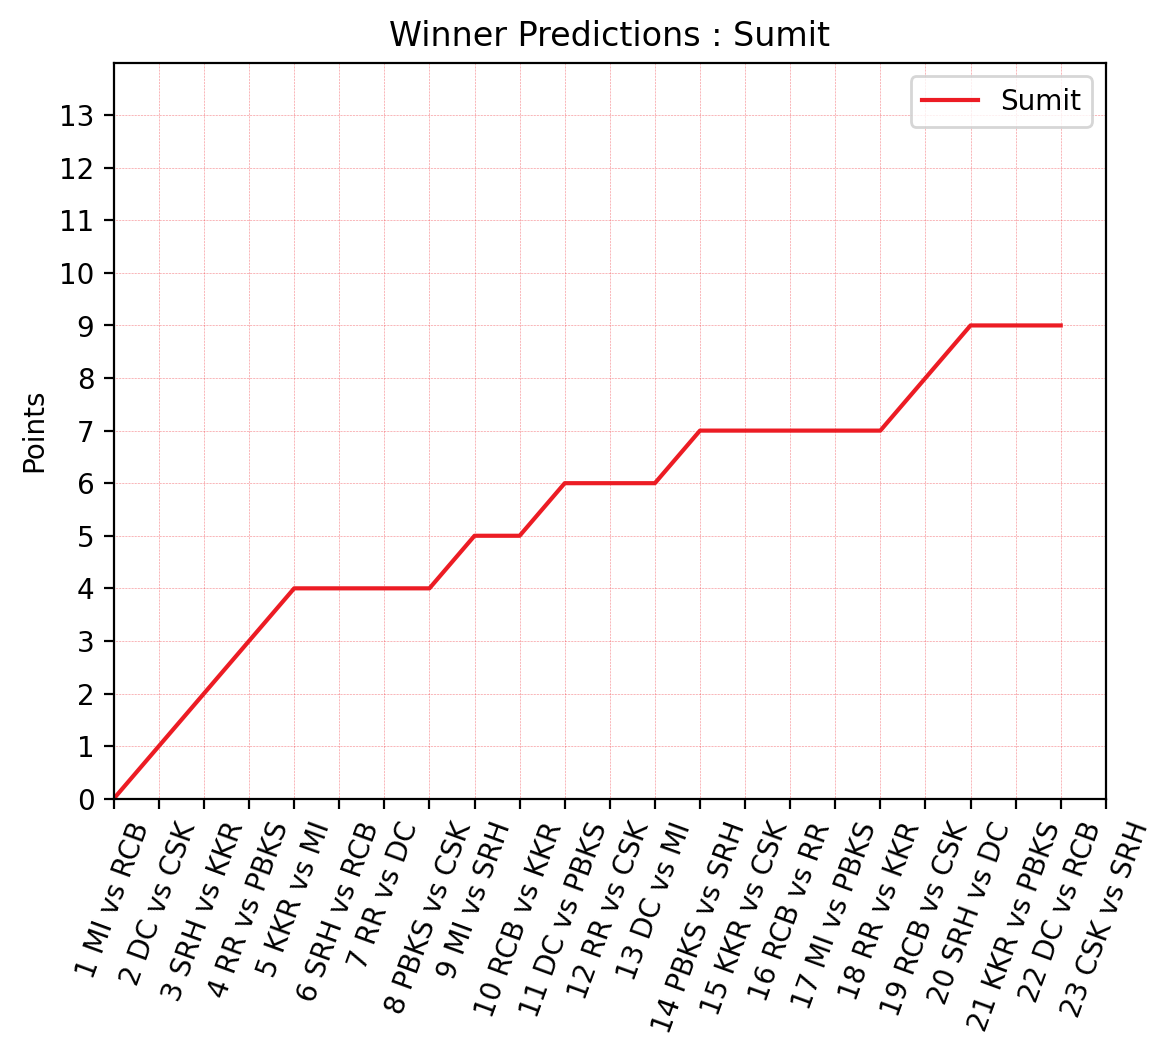 Winner Predictions : Sumit
Sumit
13
12
11
10
9
8
7
6
5
4
3
2
1
0
Points
1 MI vs RCB
2 DC vs CSK
3 SRH vs KKR
4 RR vs PBKS
5 KKR vs MI
6 SRH vs RCB
7 RR vs DC
8 PBKS vs CSK
9 MI vs SRH
10 RCB vs KKR
11 DC vs PBKS
12 RR vs CSK
13 DC vs MI
14 PBKS vs SRH
15 KKR vs CSK
16 RCB vs RR
17 MI vs PBKS
18 RR vs KKR
19 RCB vs CSK
20 SRH vs DC
21 KKR vs PBKS
22 DC vs RCB
23 CSK vs SRH